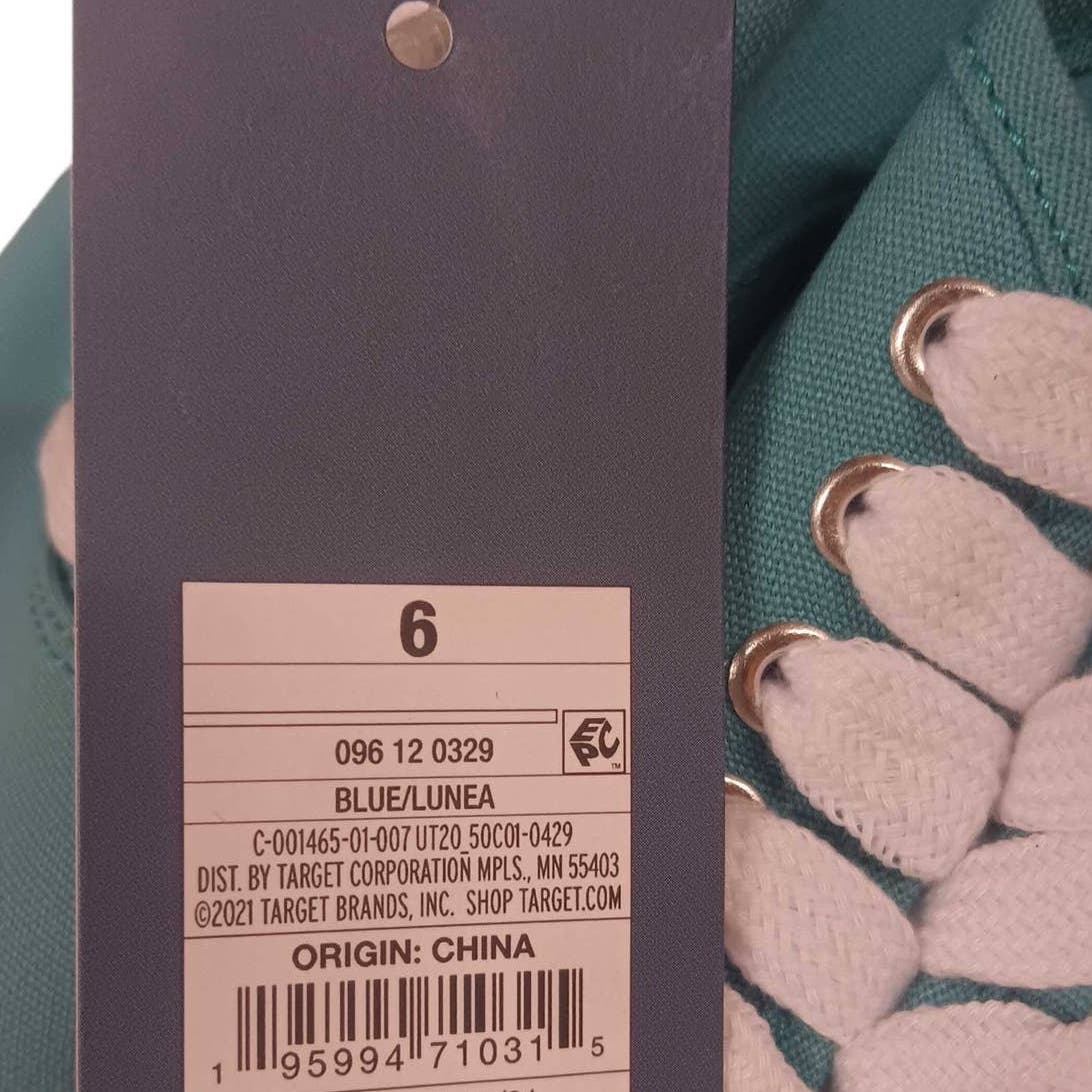 6
EPC™
096 12 0329
BLUE/LUNEA
C-001465-01-007 UT20_50C01-0429
DIST. BY TARGET CORPORATION MPLS., MN 55403
©2021 TARGET BRANDS, INC. SHOP TARGET.COM
ORIGIN: CHINA
1 95994 71031 5